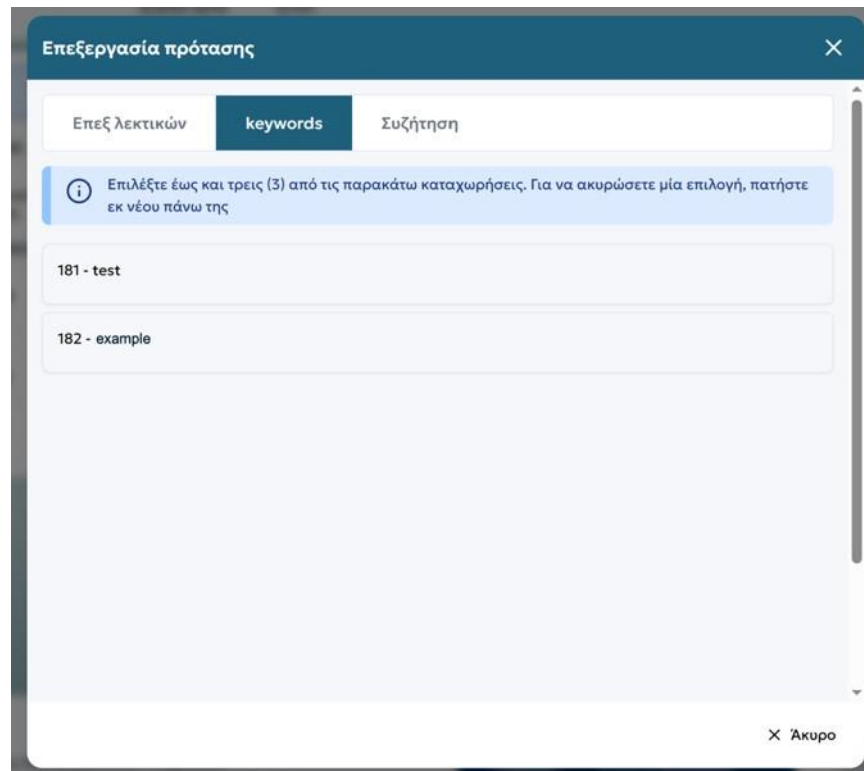 Επεξεργασία πρότασης
Επεξ λεκτικών
keywords
Συζήτηση
Επιλέξτε έως και τρεις (3) από τις παρακάτω καταχωρήσεις. Για να ακυρώσετε μία επιλογή, πατήστε
εκ νέου πάνω της
181 - test
182 - example
Άκυρο